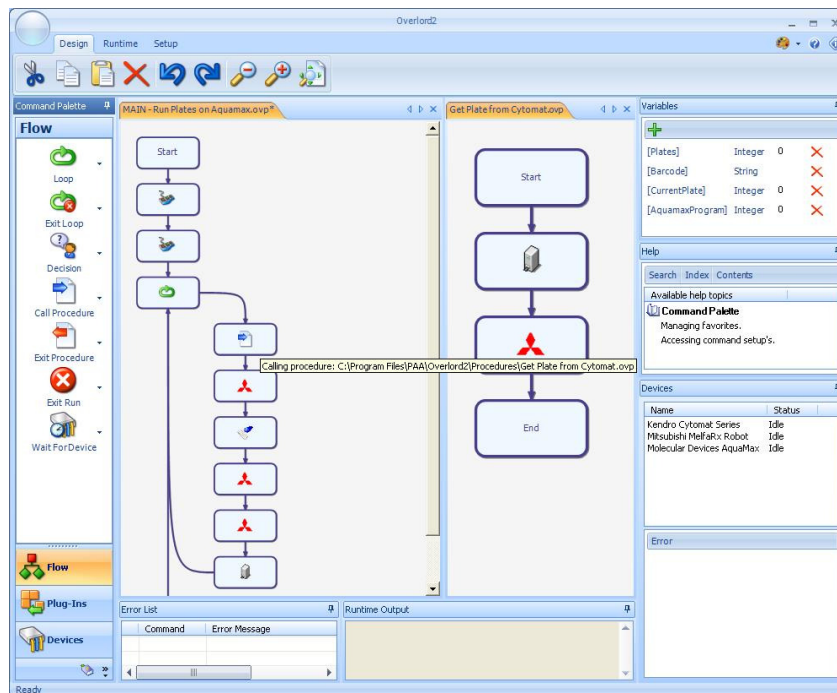 Overlord2
Design Runtime Setup
Command Palette
Flow
Loop
Exit Loop
Decision
Call Procedure
Exit Procedure
Exit Run
WaitForDevice
Flow
Plug-Ins
Devices
MAIN - Run Plates on Aquamax.ovp*
Start
Calling procedure: C:\Program Files\PAA\Overlord2\Procedures\Get Plate from Cytomat.ovp
Get Plate from Cytomat.ovp
Start
End
Variables
[Plates] Integer 0
[Barcode] String
[CurrentPlate] Integer 0
[AquamaxProgram] Integer 0
Help
Search Index Contents
Available help topics
Command Palette
Managing favorites.
Accessing command setup's.
Devices
Name Status
Kendro Cytomat Series Idle
Mitsubishi MelfaRx Robot Idle
Molecular Devices AquaMax Idle
Error
Error List
Command Error Message
Runtime Output
Ready